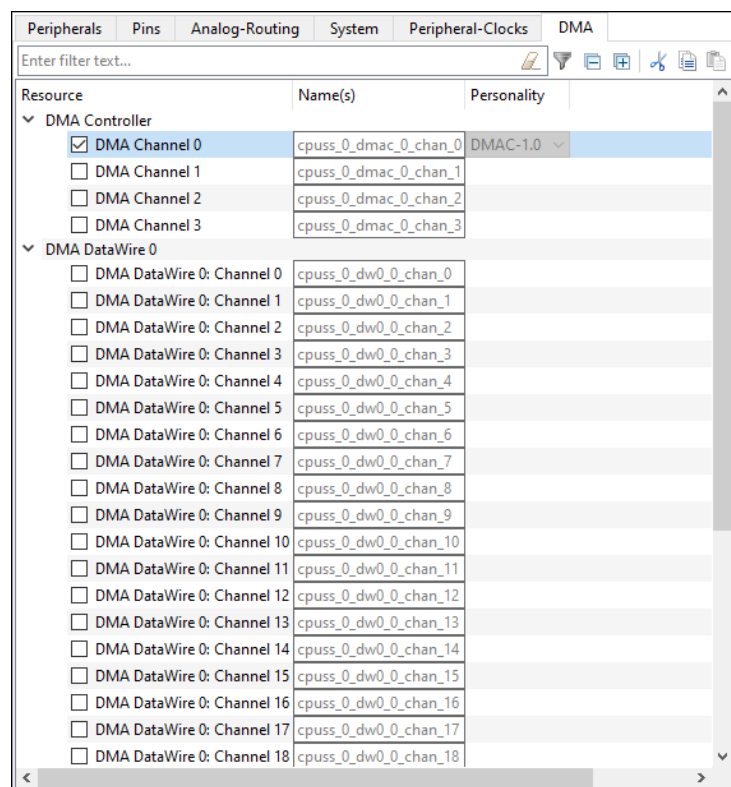 Peripherals Pins Analog-Routing System Peripheral-Clocks DMA
Enter filter text...
Resource Name(s) Personality
DMA Controller
DMA Channel 0 cpuss_0_dmac_0_chan_0 DMAC-1.0
DMA Channel 1 cpuss_0_dmac_0_chan_1
DMA Channel 2 cpuss_0_dmac_0_chan_2
DMA Channel 3 cpuss_0_dmac_0_chan_3
DMA DataWire 0
DMA DataWire 0: Channel 0 cpuss_0_dw0_0_chan_0
DMA DataWire 0: Channel 1 cpuss_0_dw0_0_chan_1
DMA DataWire 0: Channel 2 cpuss_0_dw0_0_chan_2
DMA DataWire 0: Channel 3 cpuss_0_dw0_0_chan_3
DMA DataWire 0: Channel 4 cpuss_0_dw0_0_chan_4
DMA DataWire 0: Channel 5 cpuss_0_dw0_0_chan_5
DMA DataWire 0: Channel 6 cpuss_0_dw0_0_chan_6
DMA DataWire 0: Channel 7 cpuss_0_dw0_0_chan_7
DMA DataWire 0: Channel 8 cpuss_0_dw0_0_chan_8
DMA DataWire 0: Channel 9 cpuss_0_dw0_0_chan_9
DMA DataWire 0: Channel 10 cpuss_0_dw0_0_chan_10
DMA DataWire 0: Channel 11 cpuss_0_dw0_0_chan_11
DMA DataWire 0: Channel 12 cpuss_0_dw0_0_chan_12
DMA DataWire 0: Channel 13 cpuss_0_dw0_0_chan_13
DMA DataWire 0: Channel 14 cpuss_0_dw0_0_chan_14
DMA DataWire 0: Channel 15 cpuss_0_dw0_0_chan_15
DMA DataWire 0: Channel 16 cpuss_0_dw0_0_chan_16
DMA DataWire 0: Channel 17 cpuss_0_dw0_0_chan_17
DMA DataWire 0: Channel 18 cpuss_0_dw0_0_chan_18